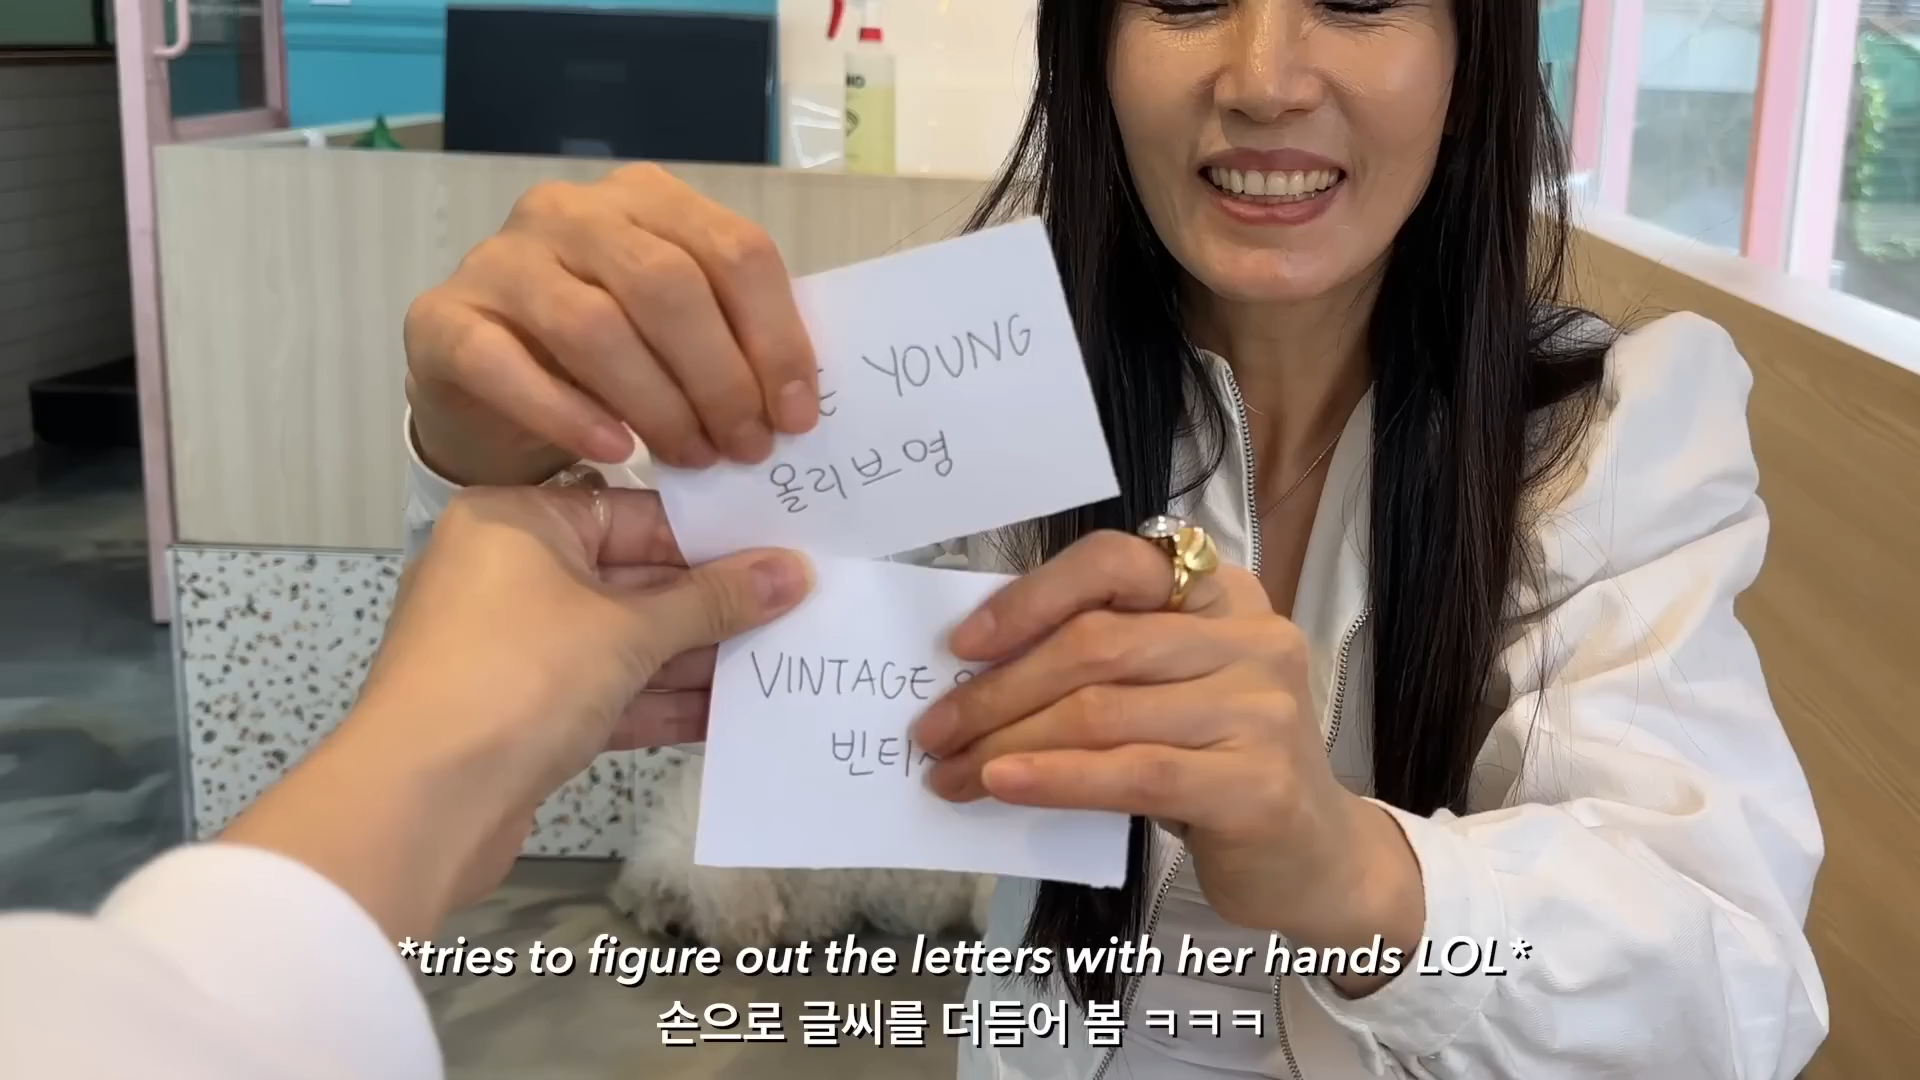 YOUNG
올리브영
VINTAGE
빈티
*tries to figure out the letters with her hands LOL*
손으로 글씨를 더듬어 봄 ㅋㅋㅋ